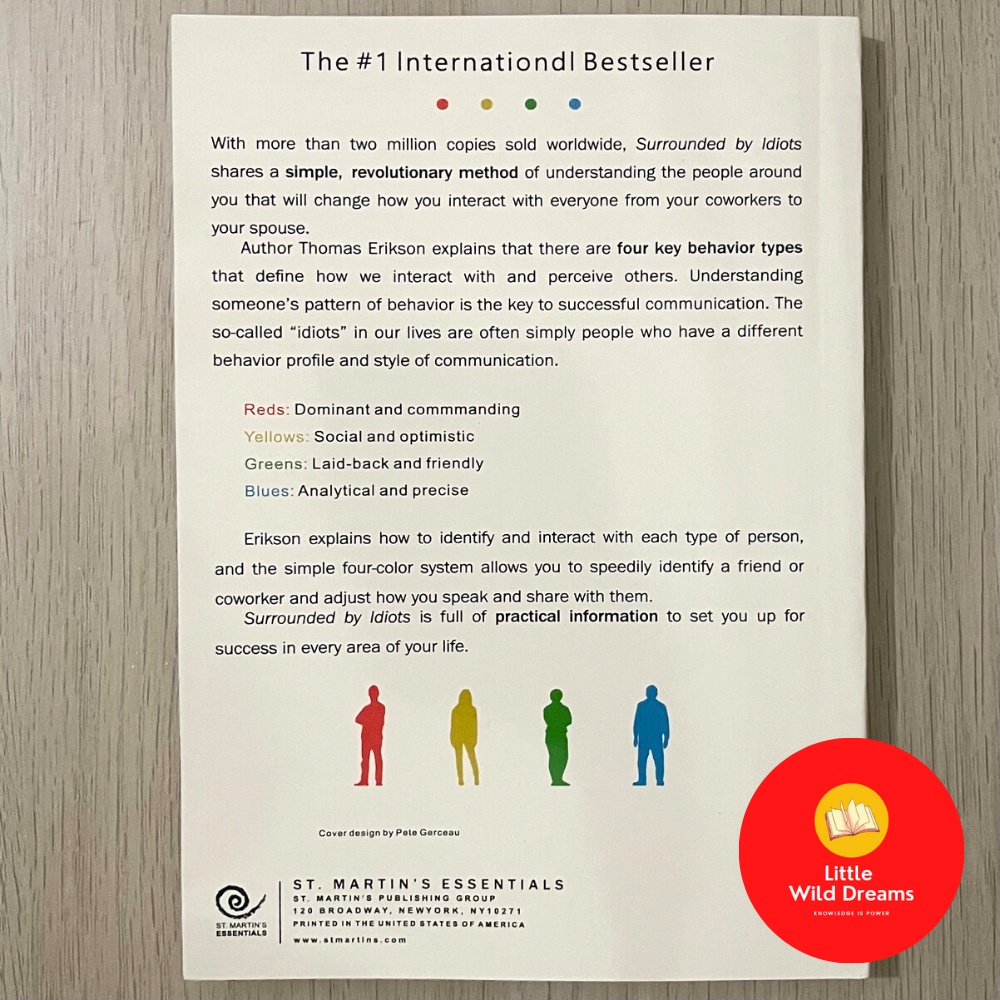 The #1 Internationdl Bestseller
With more than two million copies sold worldwide, Surrounded by Idiots
shares a simple, revolutionary method of understanding the people around
you that will change how you interact with everyone from your coworkers to
your spouse.
Author Thomas Erikson explains that there are four key behavior types
that define how we interact with and perceive others. Understanding
someone's pattern of behavior is the key to successful communication. The
so-called “idiots” in our lives are often simply people who have a different
behavior profile and style of communication.
Reds: Dominant and commmanding
Yellows: Social and optimistic
Greens: Laid-back and friendly
Blues: Analytical and precise
Erikson explains how to identify and interact with each type of person,
and the simple four-color system allows you to speedily identify a friend or
coworker and adjust how you speak and share with them.
Surrounded by Idiots is full of practical information to set you up for
success in every area of your life.
Cover design by Pete Gerceau
ST. MARTIN'S ESSENTIALS
ST. MARTIN'S PUBLISHING GROUP
120 BROADWAY, NEWYORK, NY10271
PRINTED IN THE UNITED STATES OF AMERICA
www.stmartins.com
ST. MARTIN'S
ESSENTIALS
Little
Wild Dreams
KNOWLEDGE IS POWER